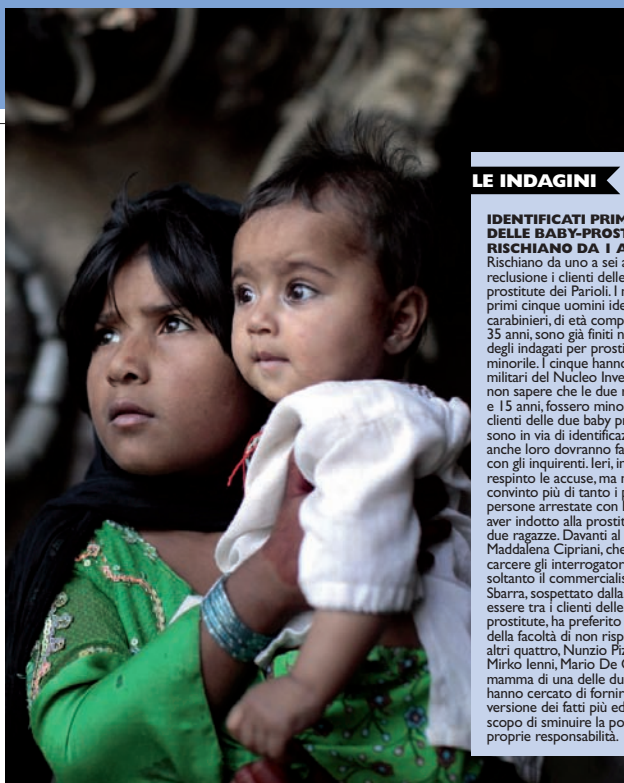 LE INDAGINI
IDENTIFICATI PRIM
DELLE BABY-PROST
RISCHIANO DA 1 A
Rischiano da uno a sei a
reclusione i clienti delle
prostitute dei Parioli. I n
primi cinque uomini ide
carabinieri, di età comp
35 anni, sono già finiti n
degli indagati per prosti
minorile. I cinque hanno
militari del Nucleo Inve
non sapere che le due r
e 15 anni, fossero mino
clienti delle due baby pr
sono in via di identificaz
anche loro dovranno fa
con gli inquirenti. Ieri, in
respinto le accuse, ma n
convinto più di tanto i p
persone arrestate con l
aver indotto alla prostit
due ragazze. Davanti al
Maddalena Cipriani, che
carcere gli interrogator
soltanto il commercialis
Sbarra, sospettato dalla
essere tra i clienti delle
prostitute, ha preferito
della facoltà di non risp
altri quattro, Nunzio Piz
Mirko Ienni, Mario De Q
mamma di una delle du
hanno cercato di fornir
versione dei fatti più ed
scopo di sminuire la po
proprie responsabilità.